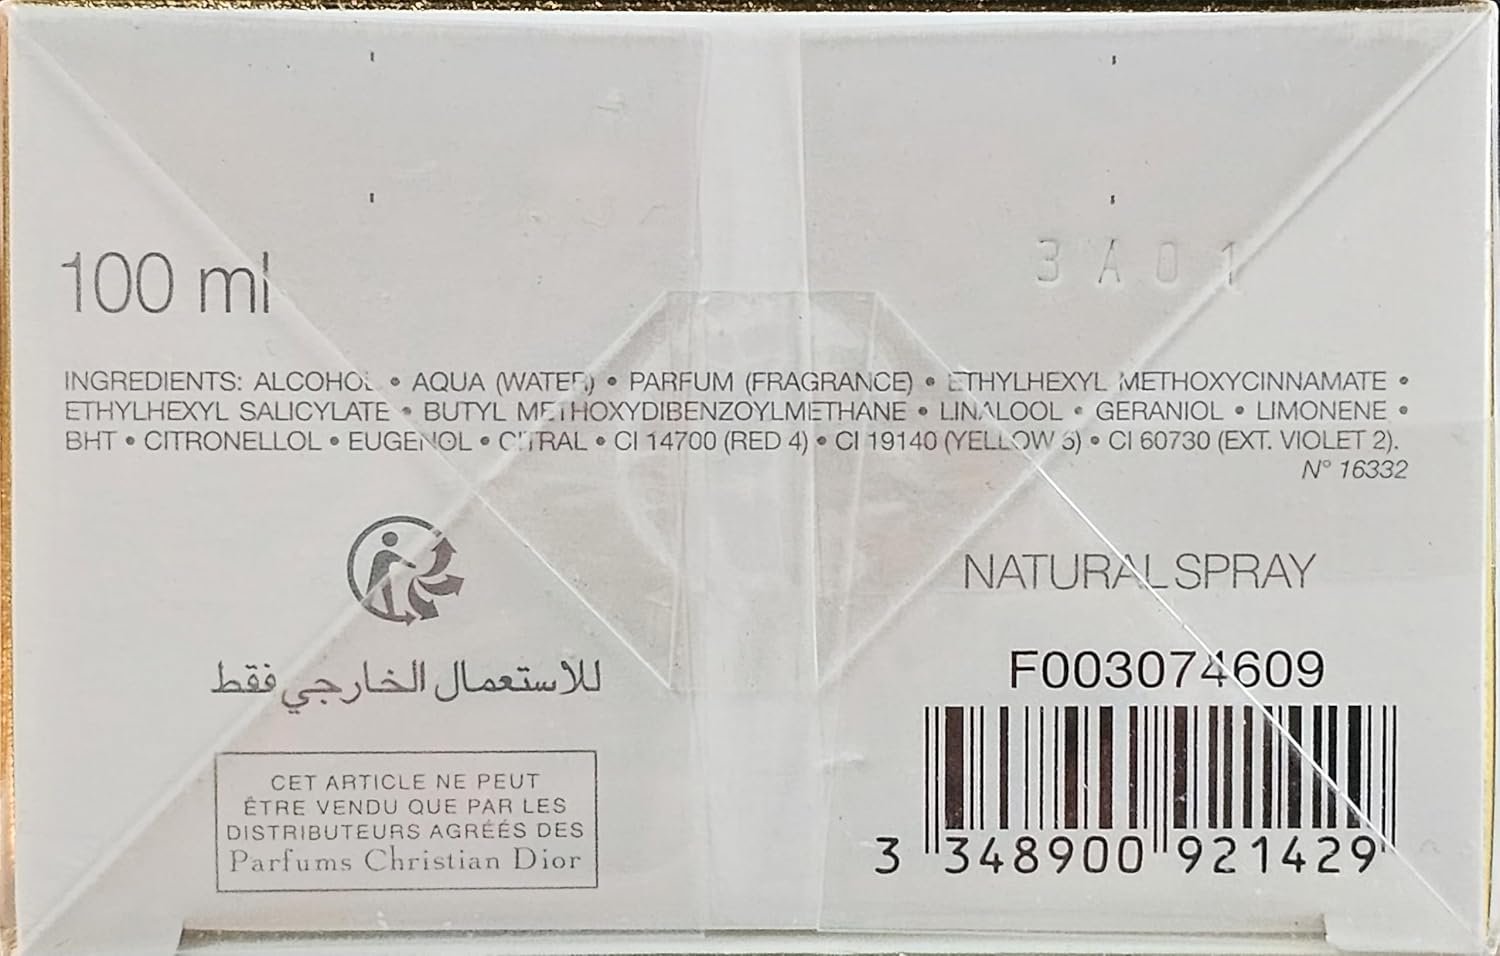 3A01
100 ml
INGREDIENTS: ALCOHOL • AQUA (WATER) • PARFUM (FRAGRANCE) • ETHYLHEXYL METHOXYCINNAMATE •
ETHYLHEXYL SALICYLATE • BUTYL METHOXYDIBENZOYLMETHANE • LINALOOL • GERANIOL • LIMONENE •
BHT • CITRONELLOL • EUGENOL • CITRAL • CI 14700 (RED 4) • CI 19140 (YELLOW 5) • CI 60730 (EXT. VIOLET 2).
N° 16332
NATURAL SPRAY
للاستعمال الخارجي فقط
CET ARTICLE NE PEUT
ÊTRE VENDU QUE PAR LES
DISTRIBUTEURS AGRÉÉS DES
Parfums Christian Dior
F003074609
3 348900 921429